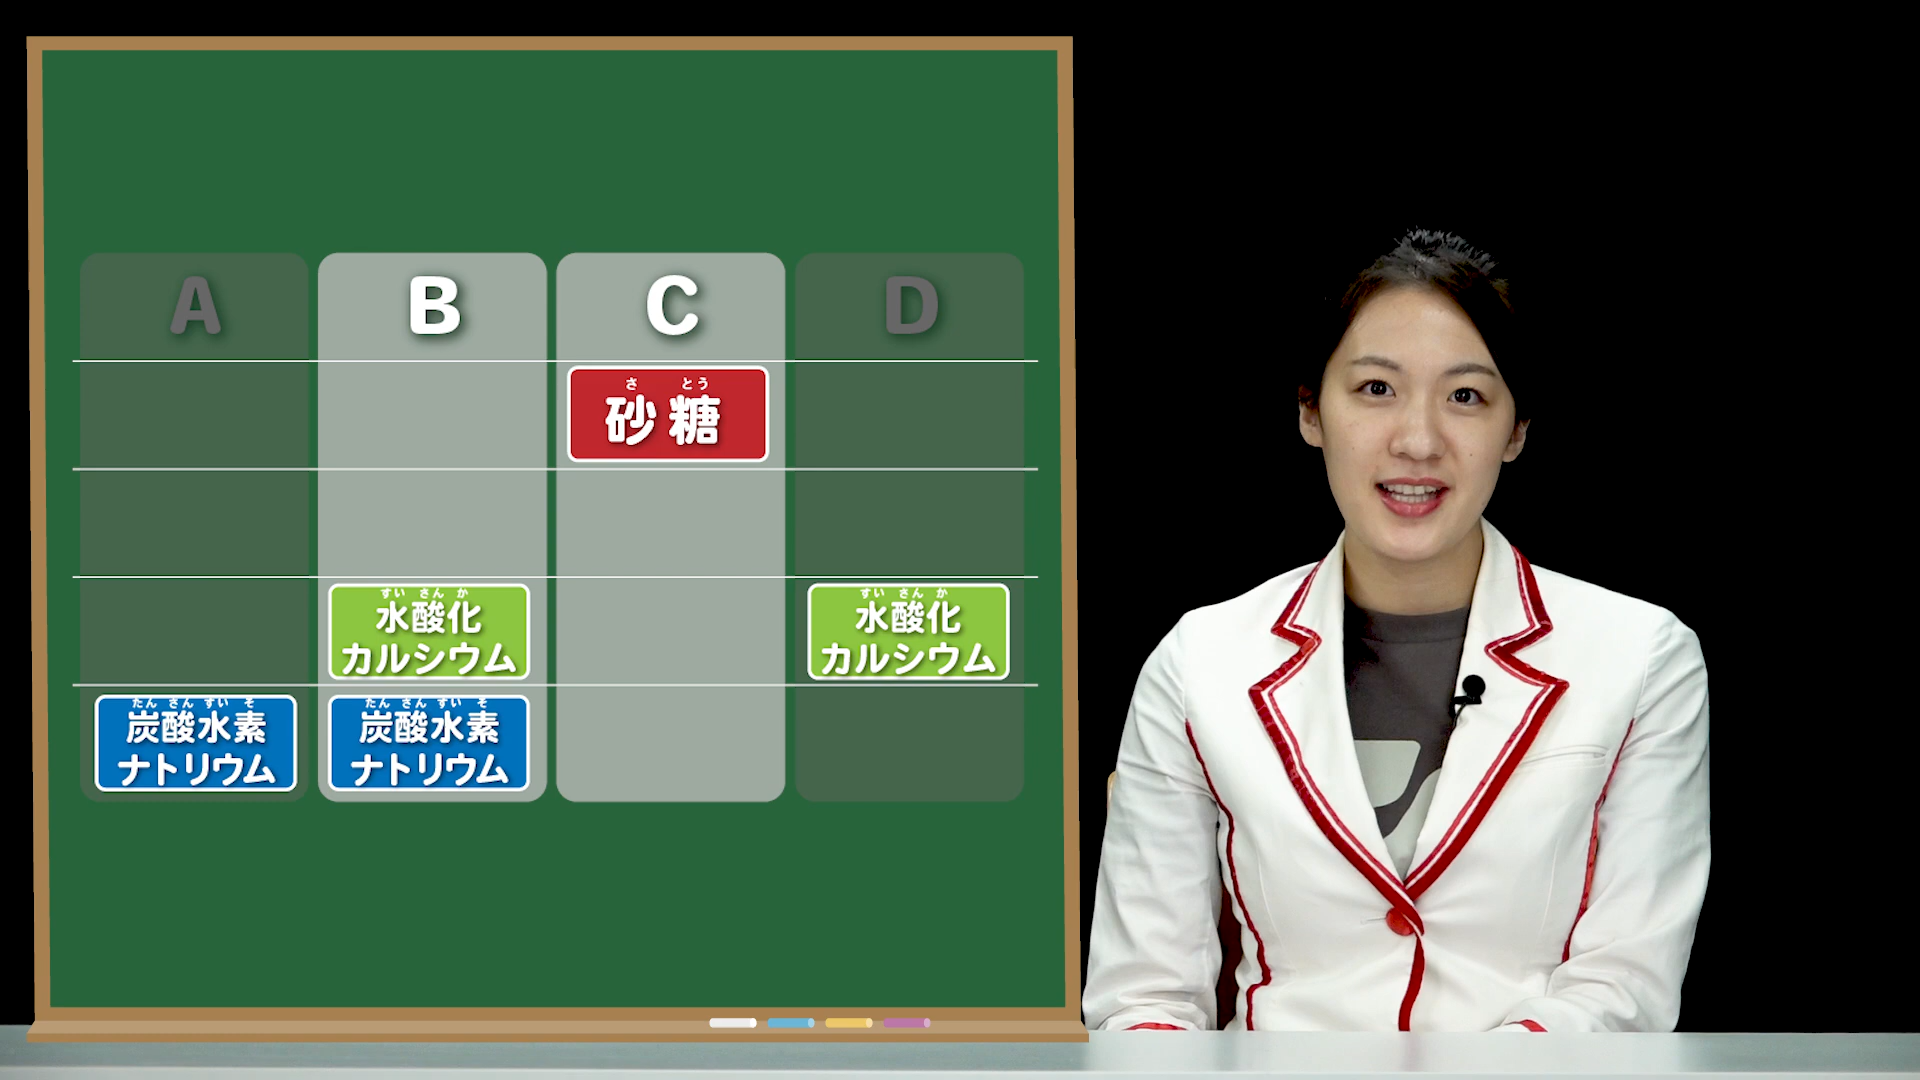 A B C D
さ とう
砂糖
すい さん か
水酸化
カルシウム
すい さん か
水酸化
カルシウム
たん さん すい そ
炭酸水素
ナトリウム
たん さん すい そ
炭酸水素
ナトリウム